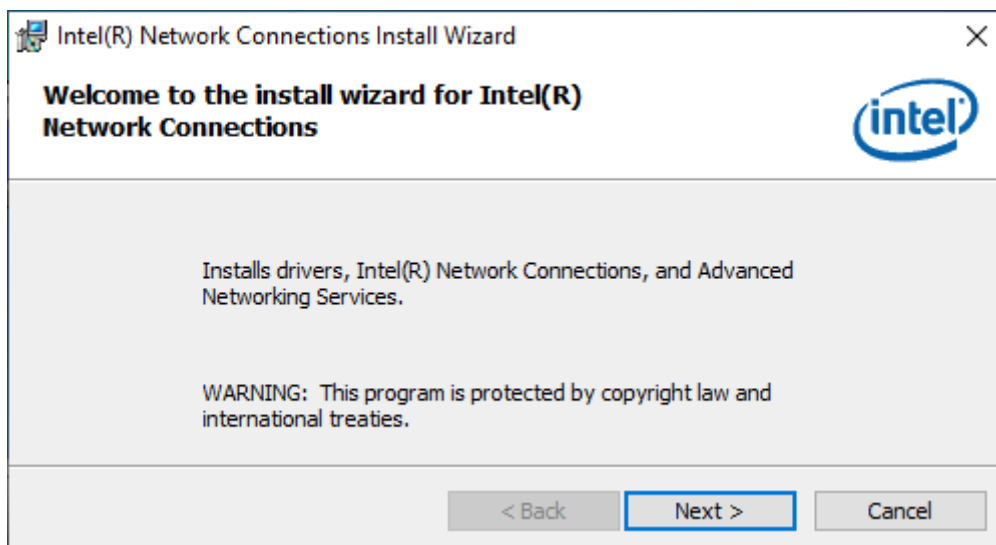 Intel(R) Network Connections Install Wizard
Welcome to the install wizard for Intel(R)
Network Connections
intel
Installs drivers, Intel(R) Network Connections, and Advanced
Networking Services.
WARNING:  This program is protected by copyright law and
international treaties.
< Back
Next >
Cancel